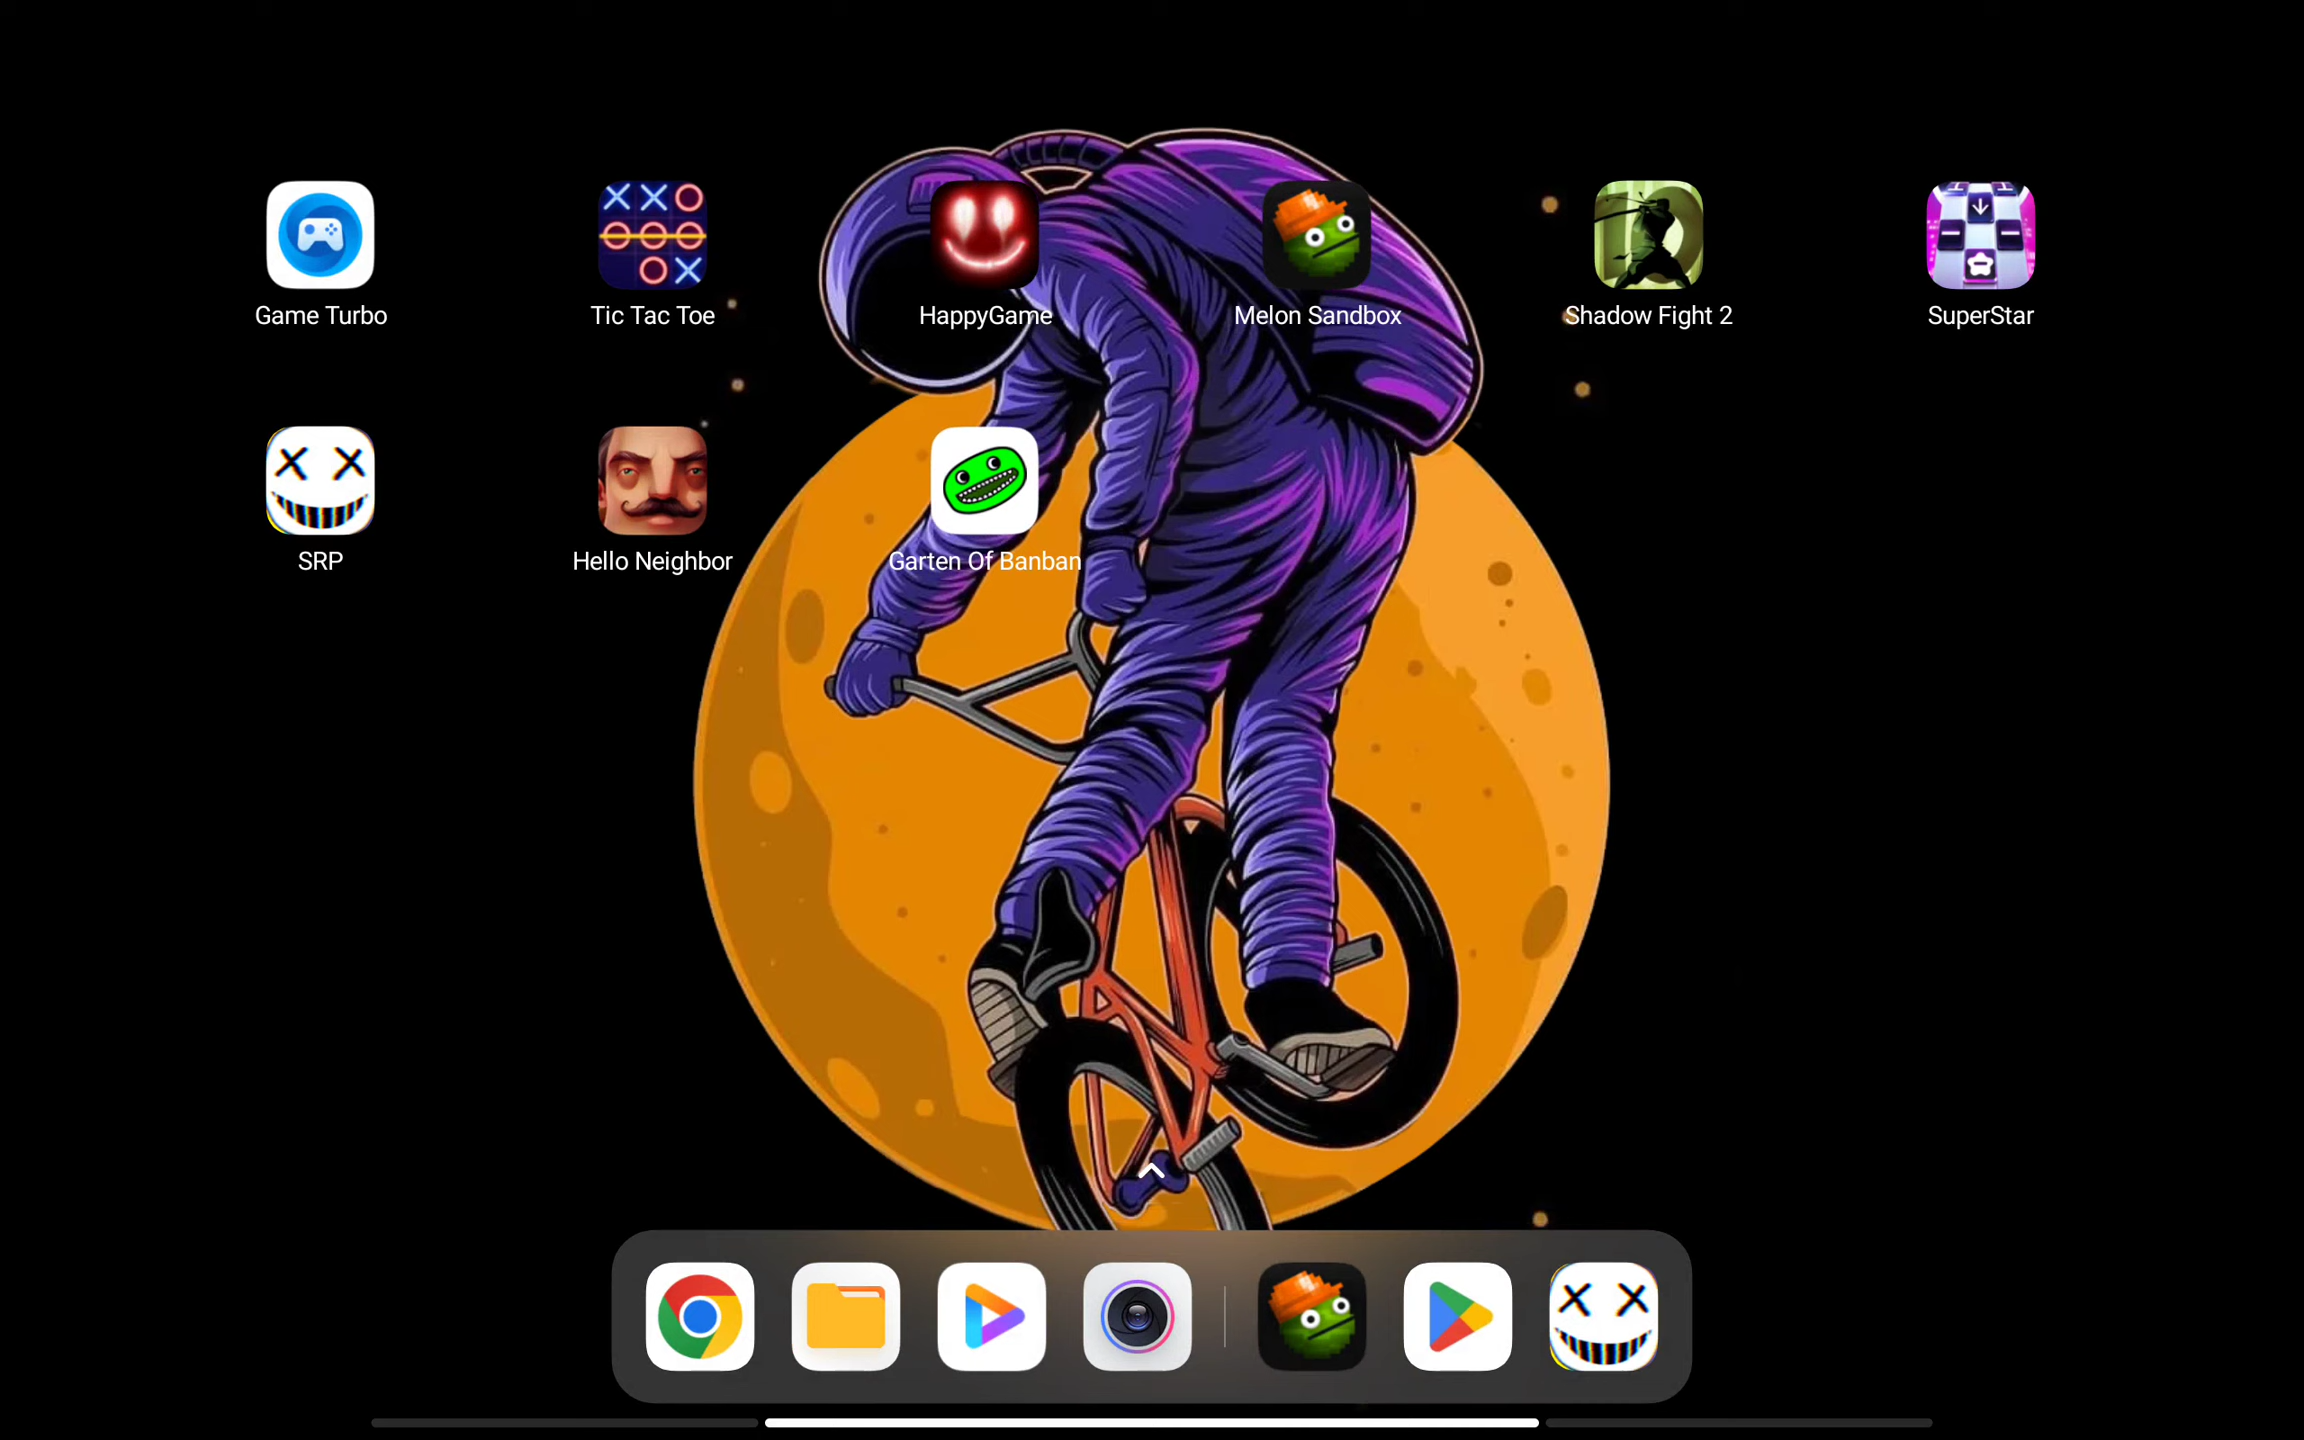 Game Turbo
Tic Tac Toe
HappyGame
Melon Sandbox
Shadow Fight 2
SuperStar
SRP
Hello Neighbor
Garten Of Banban